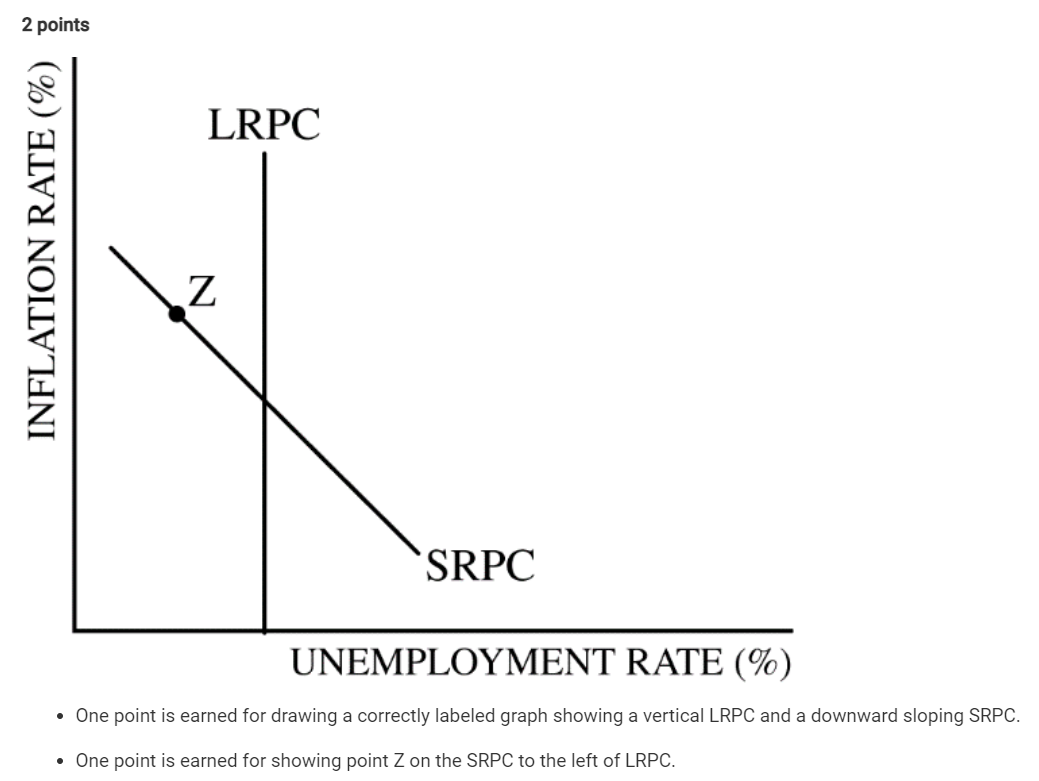 2 points
INFLATION RATE (%)
LRPC
Z
SRPC
UNEMPLOYMENT RATE (%)
• One point is earned for drawing a correctly labeled graph showing a vertical LRPC and a downward sloping SRPC.
• One point is earned for showing point Z on the SRPC to the left of LRPC.